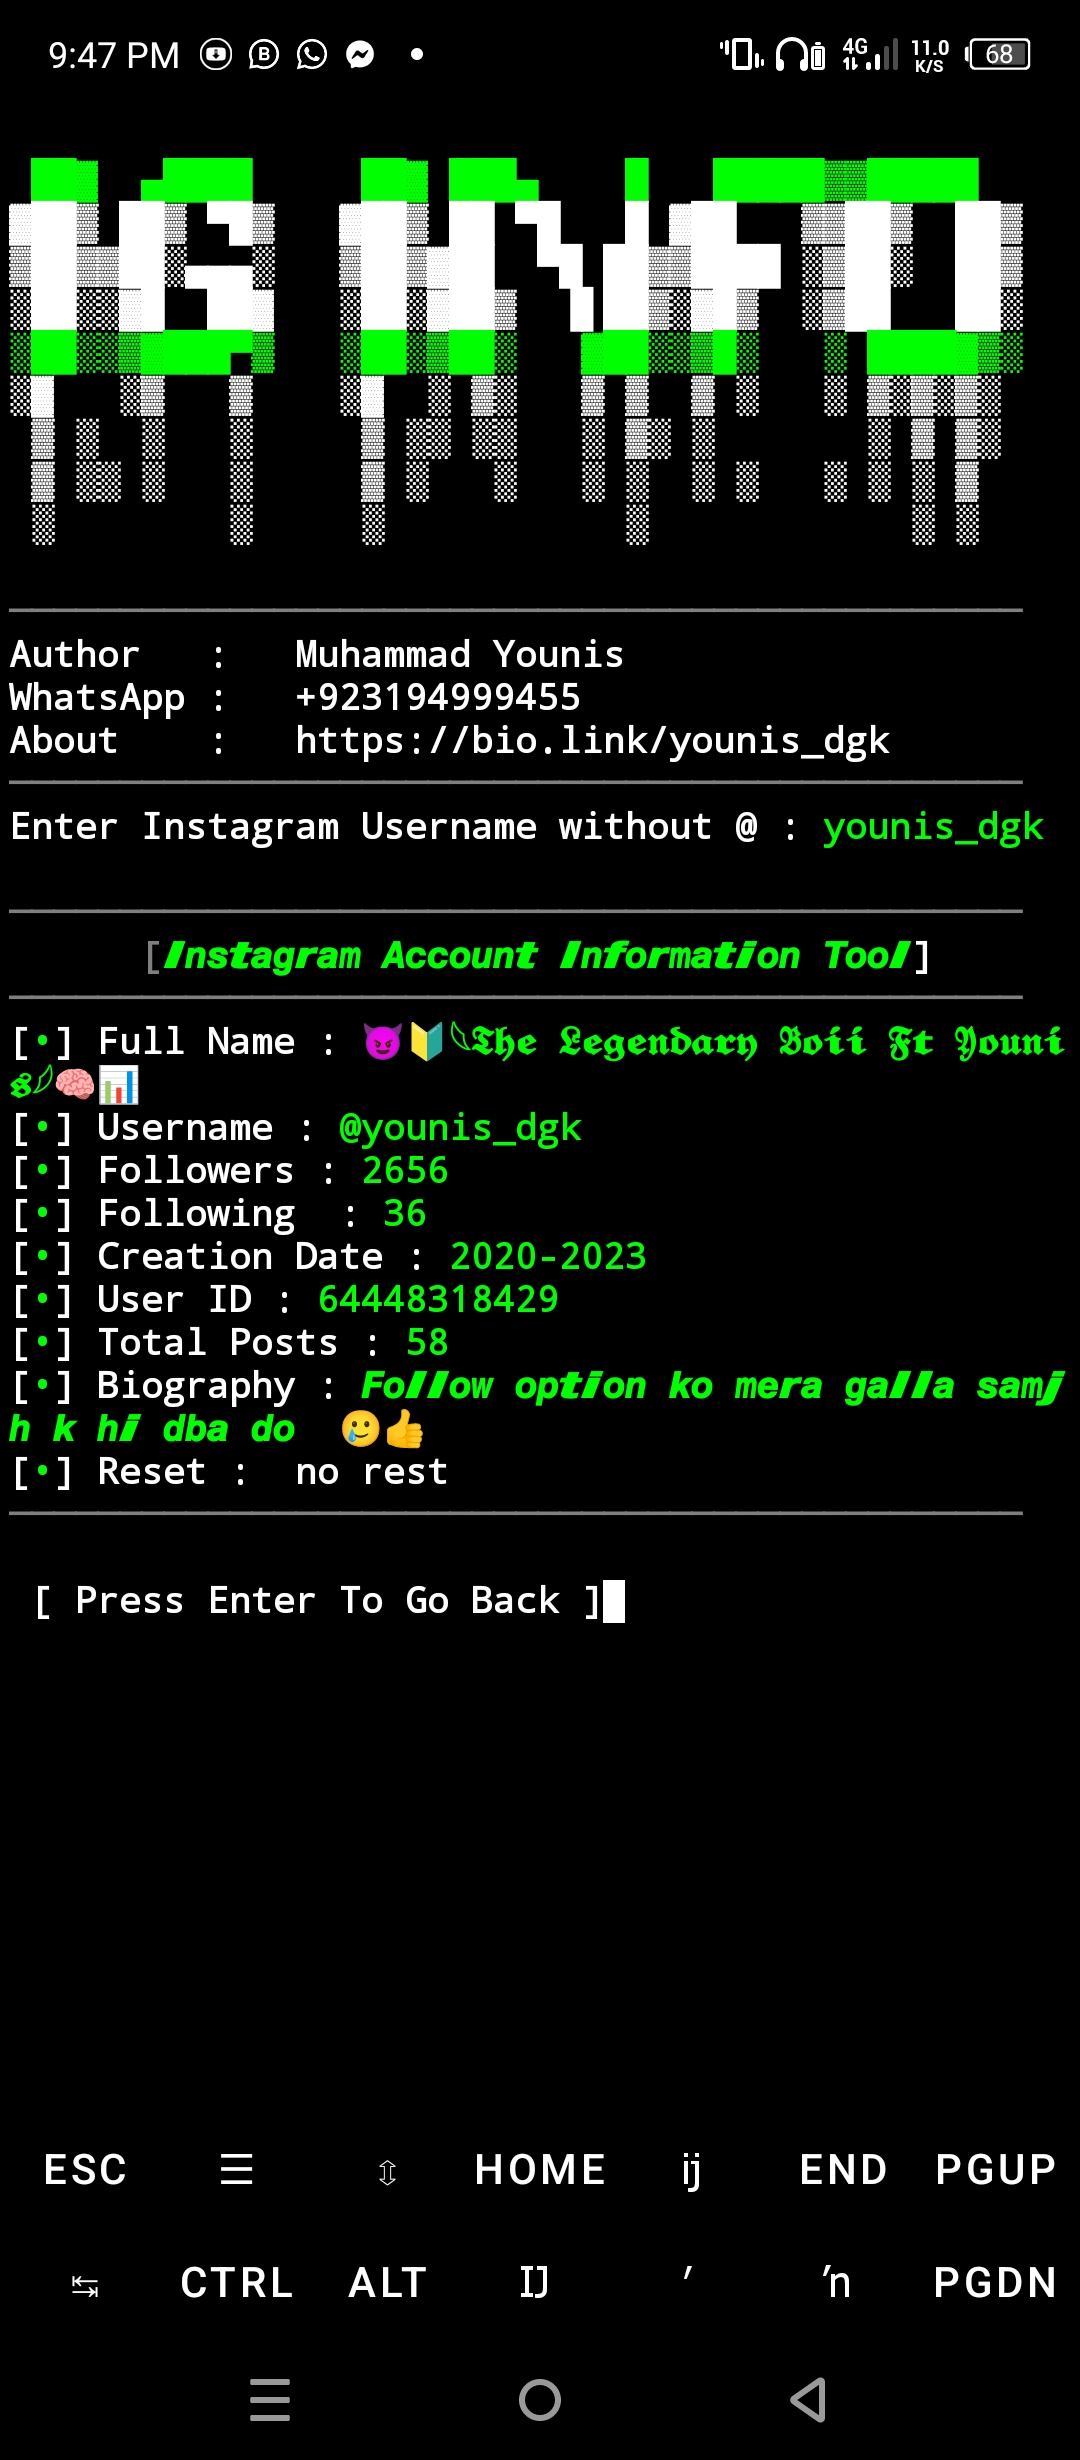 9:47 PM
4G 11.0 K/S 68
IG INFO
Author : Muhammad Younis
WhatsApp : +923194999455
About : https://bio.link/younis_dgk
Enter Instagram Username without @ : younis_dgk
[Instagram Account Information Tool]
[•] Full Name : 😈🔰𝕿𝖍𝖊 𝕷𝖊𝖌𝖊𝖓𝖉𝖆𝖗𝖞 𝕭𝖔𝖎𝖎 𝕱𝖙 𝖄𝖔𝖚𝖓𝖎
𝖘🧠📊
[•] Username : @younis_dgk
[•] Followers : 2656
[•] Following : 36
[•] Creation Date : 2020-2023
[•] User ID : 64448318429
[•] Total Posts : 58
[•] Biography : Follow option ko mera galla samj
h k hi dba do 🥲👍
[•] Reset : no rest
[ Press Enter To Go Back ]
ESC ☰ ⇳ HOME ĳ END PGUP
↹ CTRL ALT Ĳ ′ ŉ PGDN